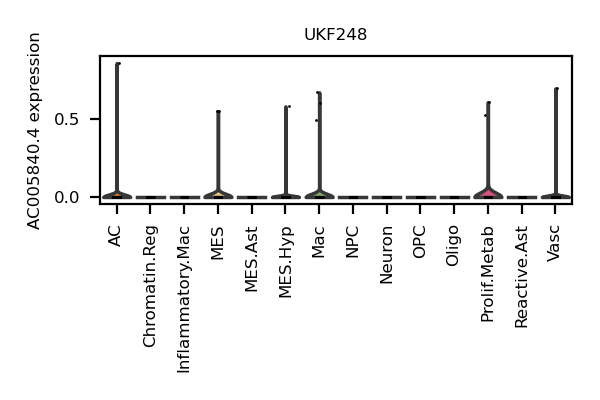 UKF248
AC005840.4 expression
0.5
0.0
AC
Chromatin.Reg
Inflammatory.Mac
MES
MES.Ast
MES.Hyp
Mac
NPC
Neuron
OPC
Oligo
Prolif.Metab
Reactive.Ast
Vasc